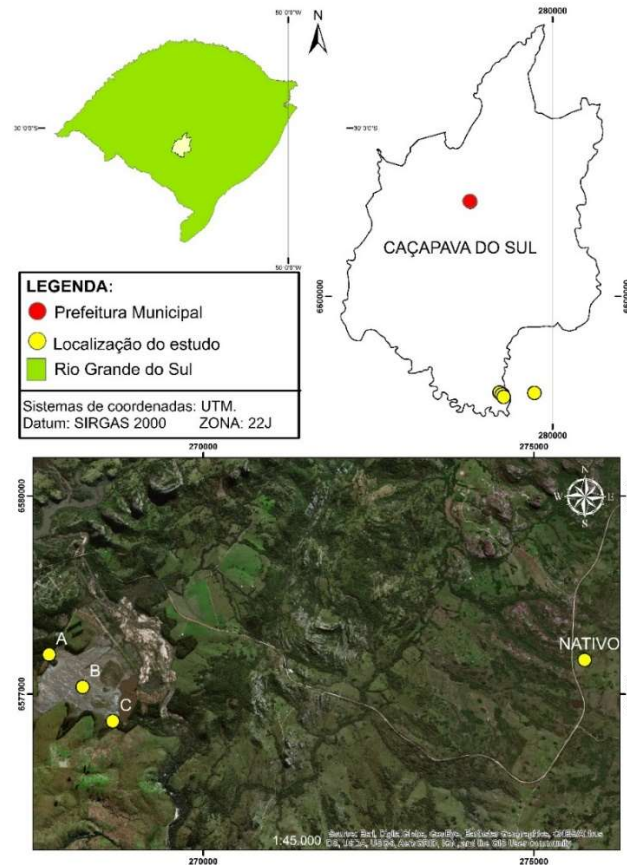 50°0'0"S
N
280000
30°0'0"S
30°0'0"S
CAÇAPAVA DO SUL
50°0'0"S
6600000
LEGENDA:
Prefeitura Municipal
Localização do estudo
Rio Grande do Sul
Sistemas de coordenadas: UTM.
Datum: SIRGAS 2000 ZONA: 22J
280000
270000
275000
6580000
6580000
N
W
E
S
A
NATIVO
B
6577000
6577000
C
1:45.000
270000
275000